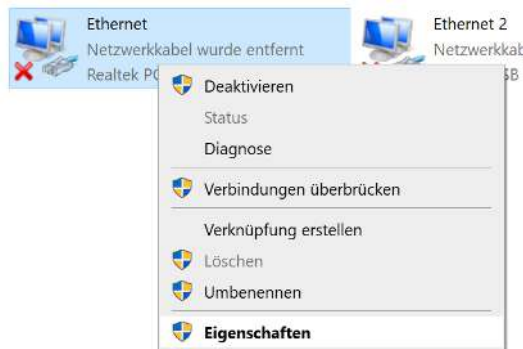 Ethernet
Netzwerkkabel wurde entfernt
Realtek
Ethernet 2
Deaktivieren
Status
Diagnose
Verbindungen überbrücken
Verknüpfung erstellen
Löschen
Umbenennen
Eigenschaften